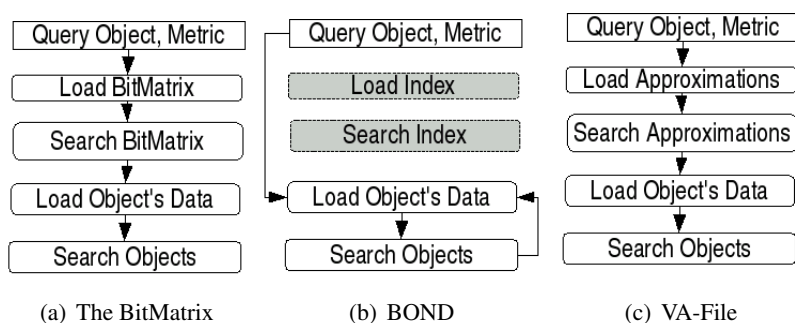 Query Object, Metric
Load BitMatrix
Search BitMatrix
Load Object's Data
Search Objects
(a) The BitMatrix
Query Object, Metric
Load Index
Search Index
Load Object's Data
Search Objects
(b) BOND
Query Object, Metric
Load Approximations
Search Approximations
Load Object's Data
Search Objects
(c) VA-File